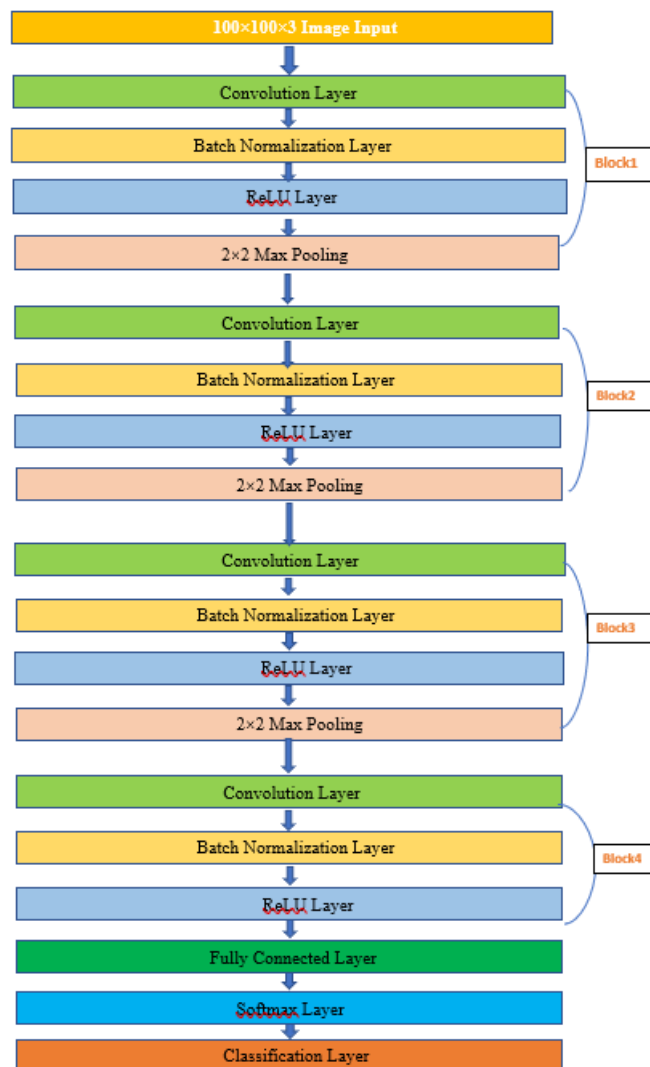 100×100×3 Image Input
Convolution Layer
Batch Normalization Layer
Block1
ReLU Layer
2×2 Max Pooling
Convolution Layer
Batch Normalization Layer
Block2
ReLU Layer
2×2 Max Pooling
Convolution Layer
Batch Normalization Layer
Block3
ReLU Layer
2×2 Max Pooling
Convolution Layer
Batch Normalization Layer
Block4
ReLU Layer
Fully Connected Layer
Softmax Layer
Classification Layer